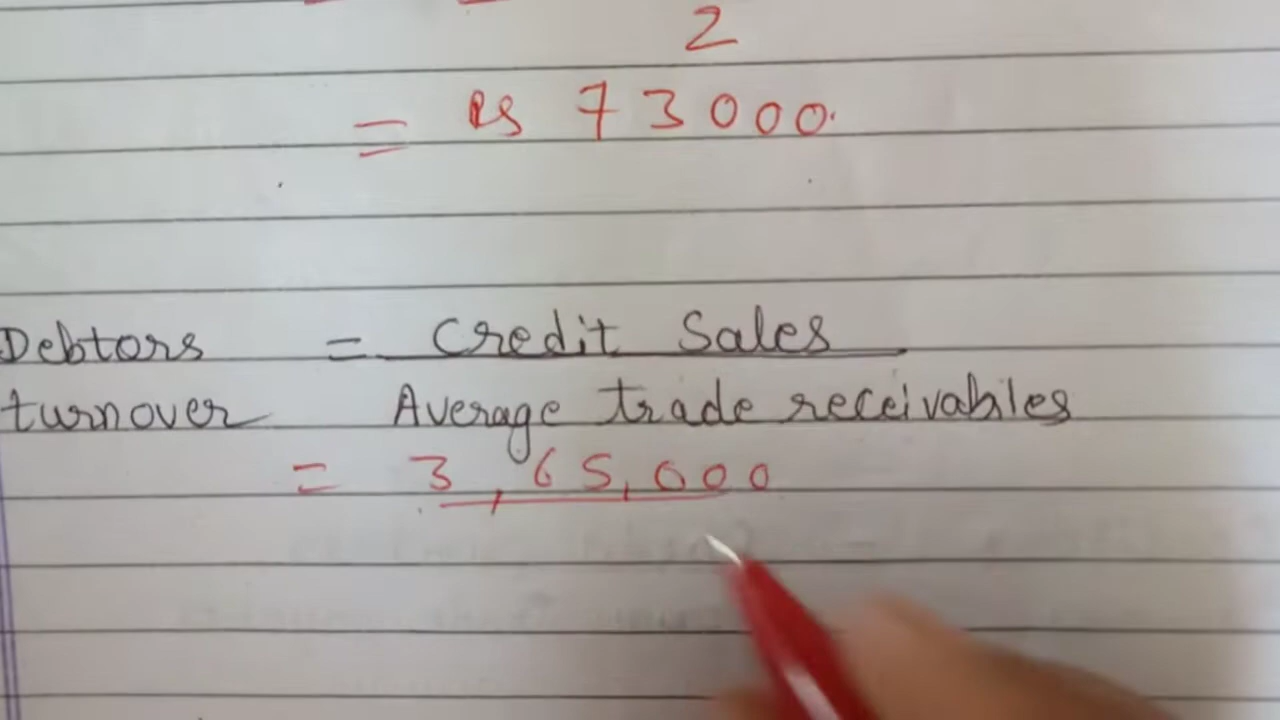 2
= Rs 73000.
Debtors = Credit Sales
turnover Average trade receivables
= 3,65,000